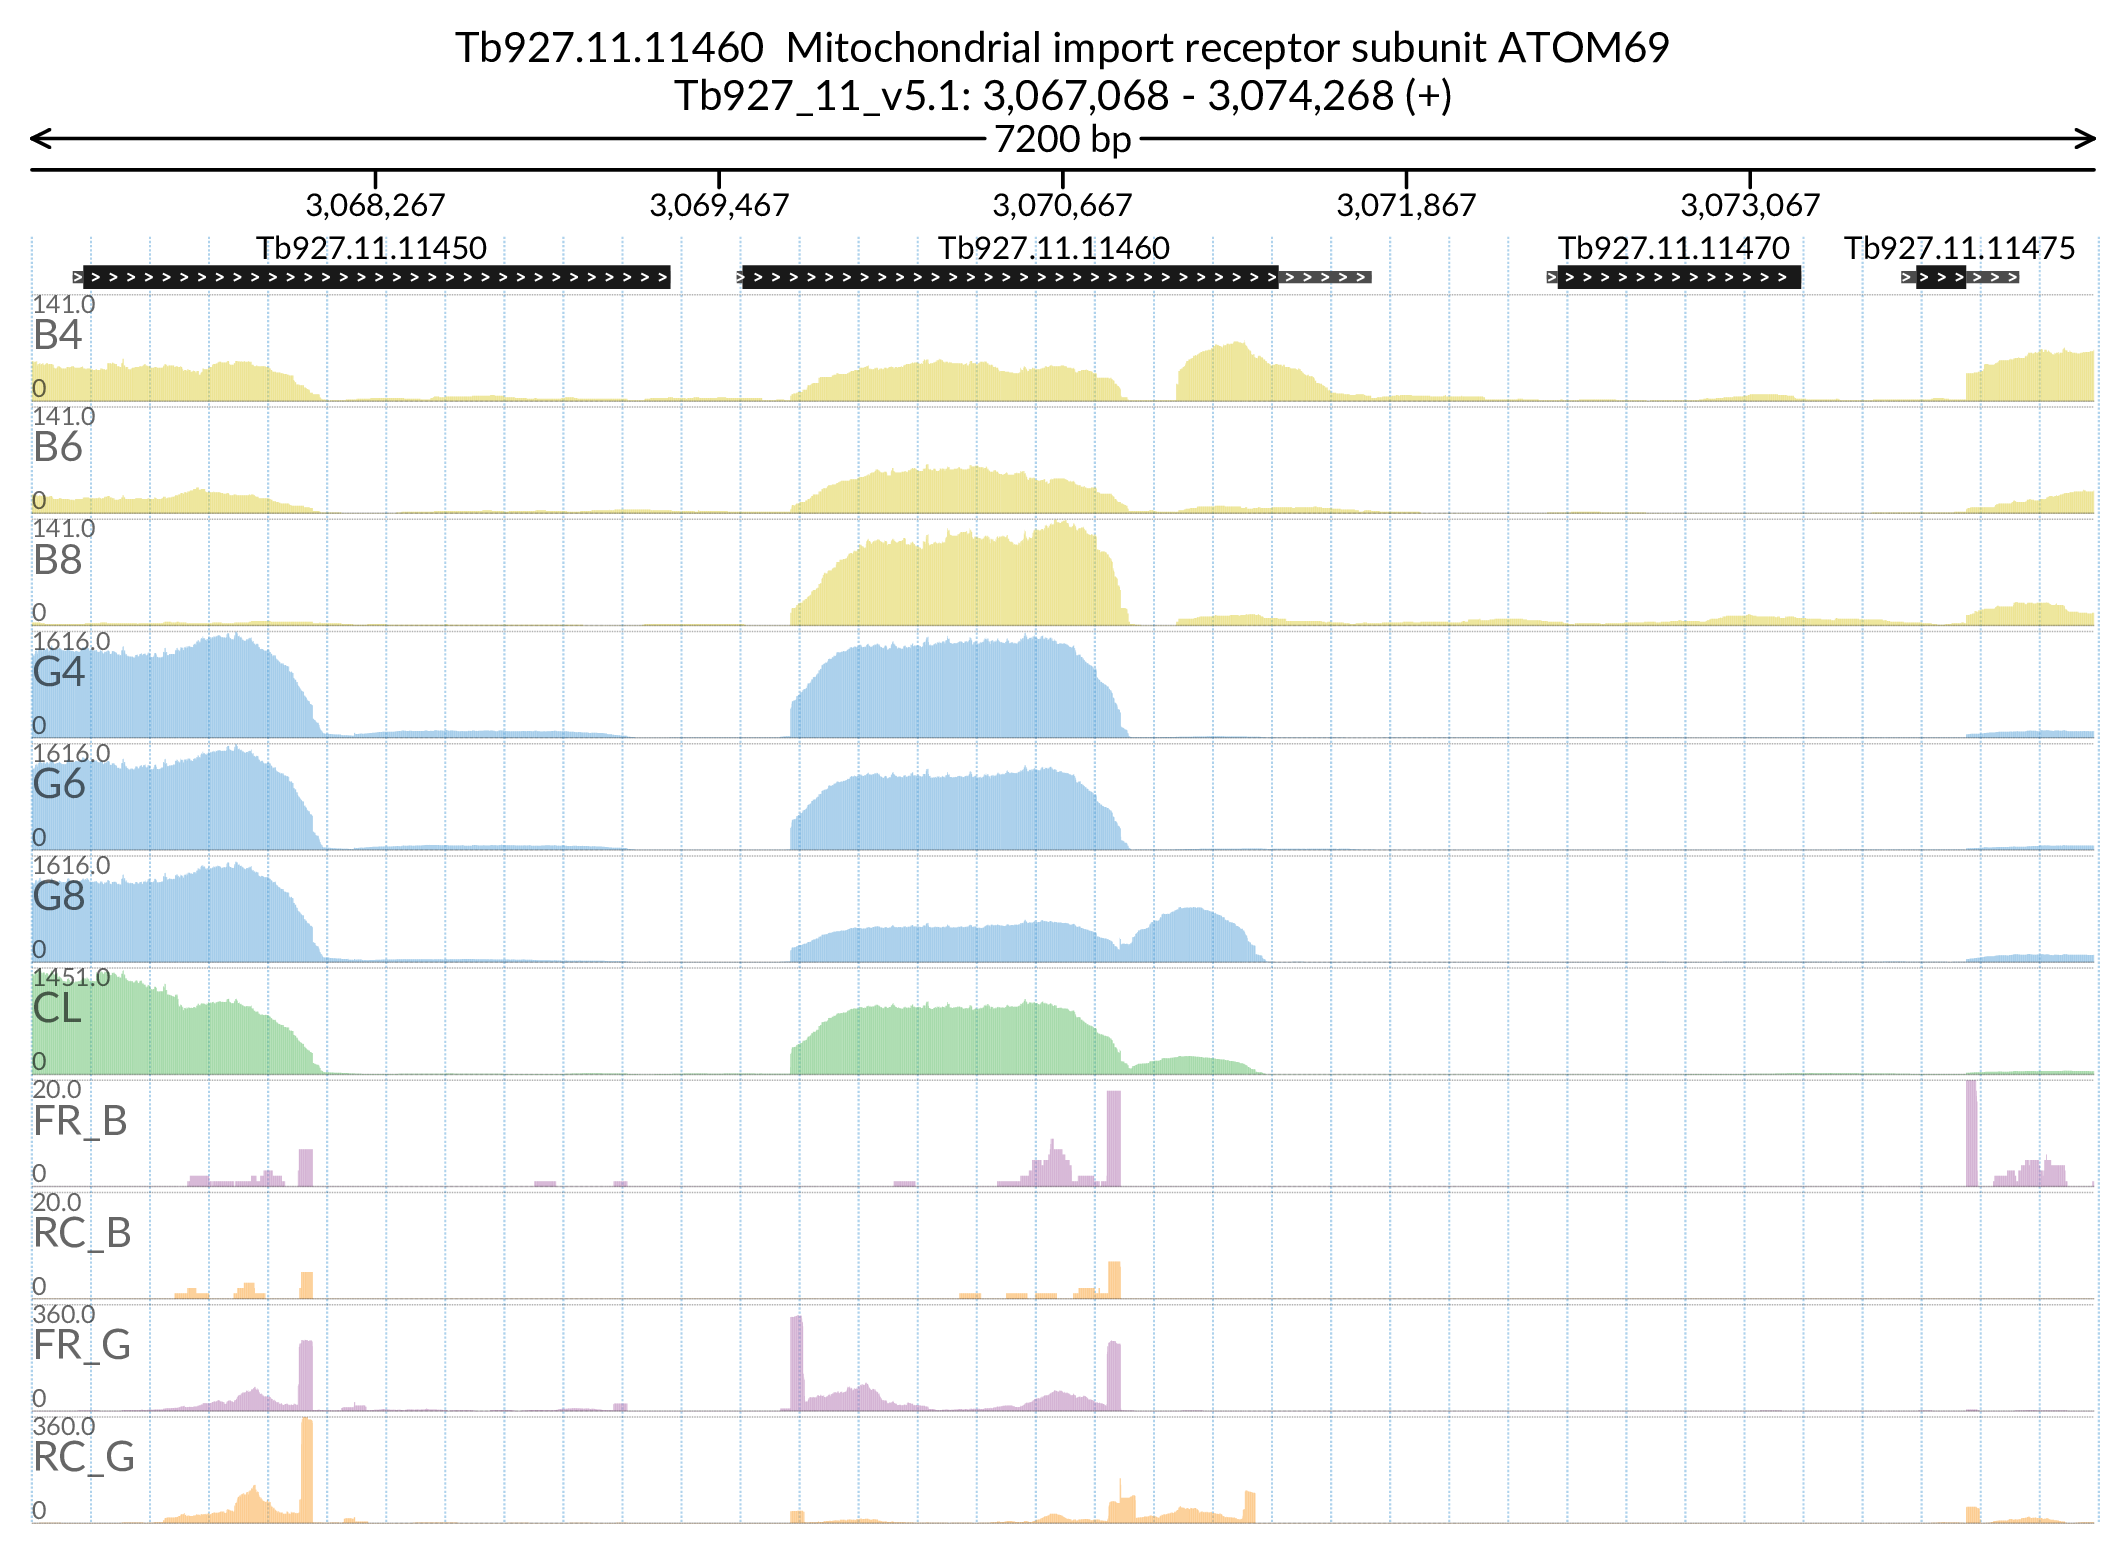 Tb927.11.11460  Mitochondrial import receptor subunit ATOM69
Tb927_11_v5.1: 3,067,068 - 3,074,268 (+)
7200 bp
3,068,267 3,069,467 3,070,667 3,071,867 3,073,067
Tb927.11.11450 Tb927.11.11460 Tb927.11.11470 Tb927.11.11475
141.0
B4
0
141.0
B6
0
141.0
B8
0
1616.0
G4
0
1616.0
G6
0
1616.0
G8
0
1451.0
CL
0
20.0
FR_B
0
20.0
RC_B
0
360.0
FR_G
0
360.0
RC_G
0